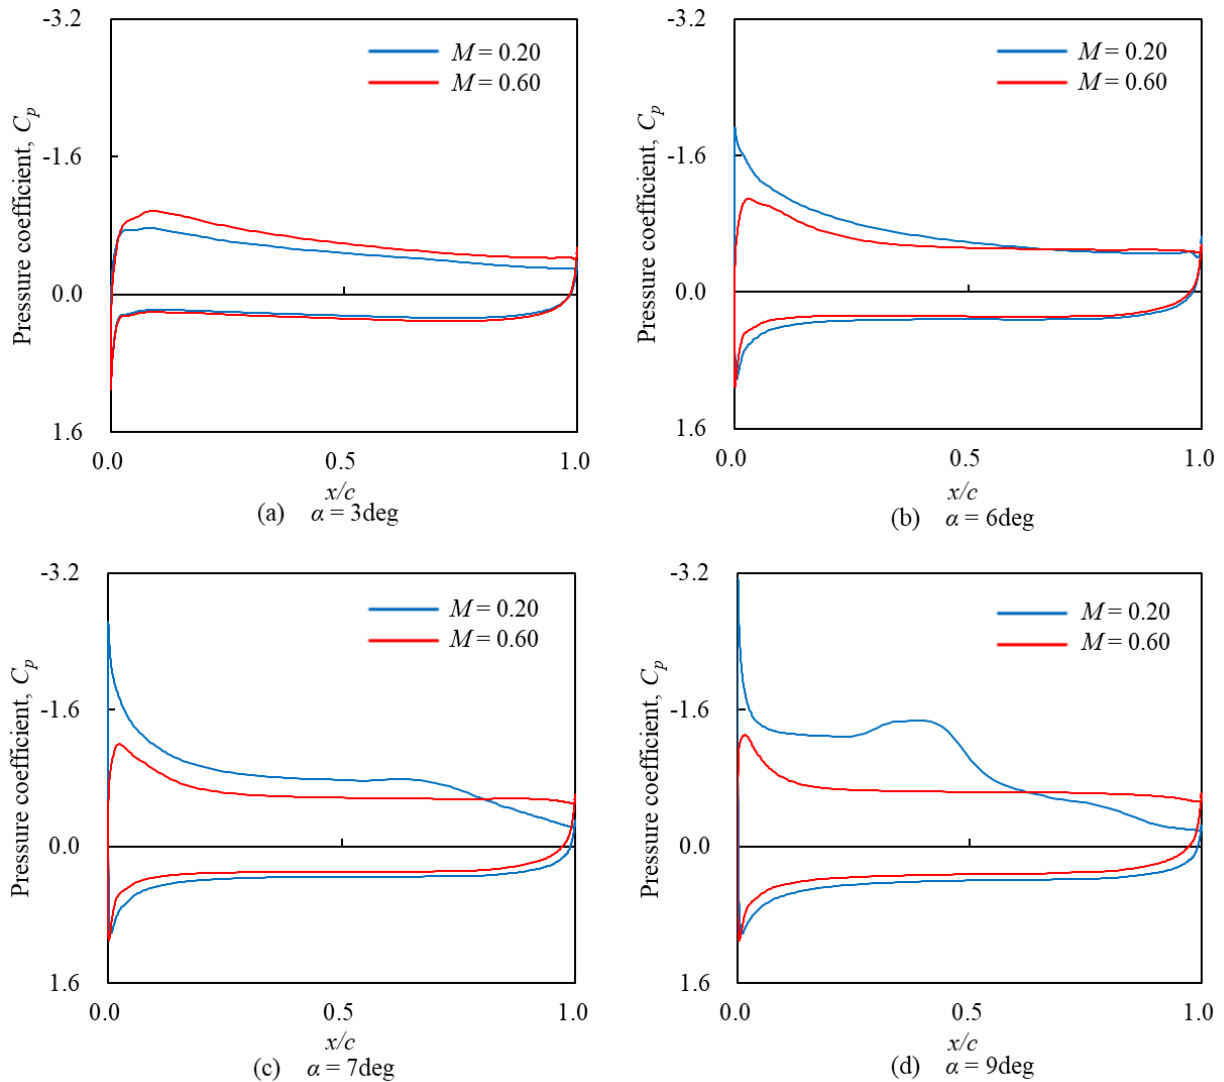 -3.2
M = 0.20
M = 0.60
-1.6
Pressure coefficient, Cₚ
0.0
1.6
0.0 0.5 1.0
x/c
(a) α = 3deg
-3.2
M = 0.20
M = 0.60
-1.6
Pressure coefficient, Cₚ
0.0
1.6
0.0 0.5 1.0
x/c
(b) α = 6deg
-3.2
M = 0.20
M = 0.60
-1.6
Pressure coefficient, Cₚ
0.0
1.6
0.0 0.5 1.0
x/c
(c) α = 7deg
-3.2
M = 0.20
M = 0.60
-1.6
Pressure coefficient, Cₚ
0.0
1.6
0.0 0.5 1.0
x/c
(d) α = 9deg